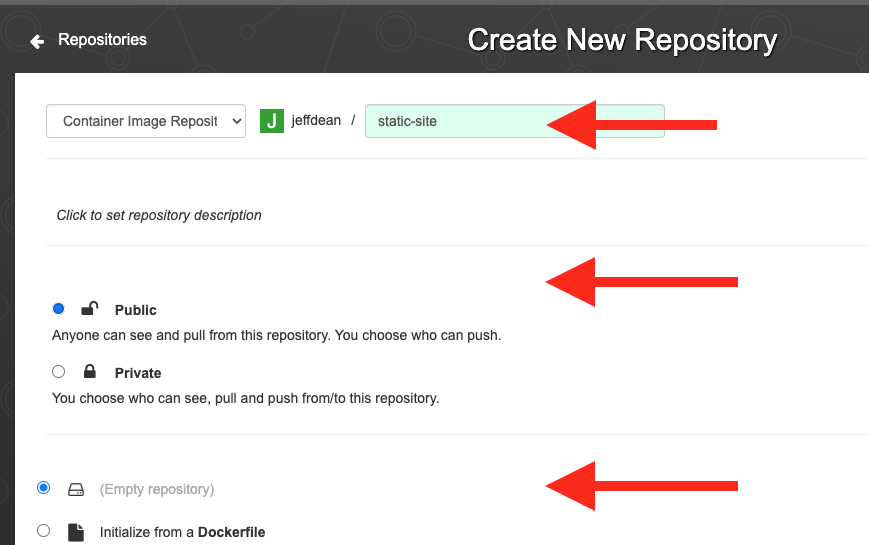 Repositories
Create New Repository
Container Image Reposit
J jeffdean / static-site
Click to set repository description
Public
Anyone can see and pull from this repository. You choose who can push.
Private
You choose who can see, pull and push from/to this repository.
(Empty repository)
Initialize from a Dockerfile